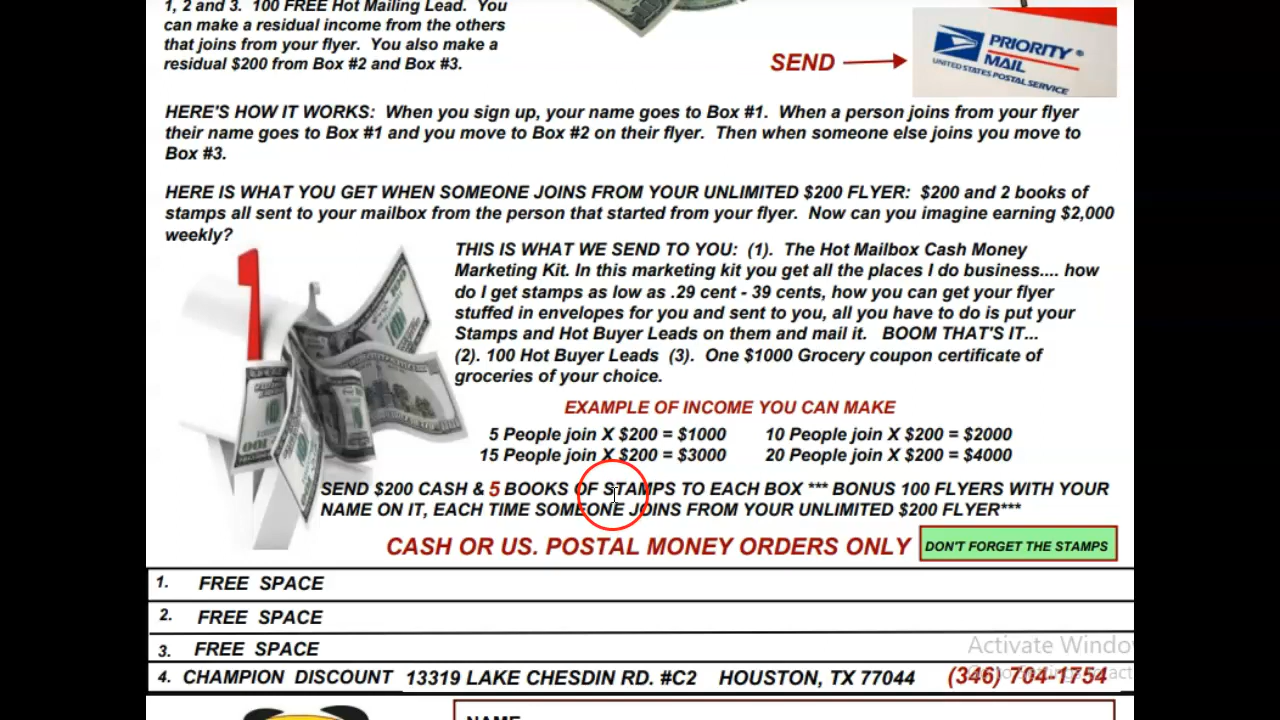 1, 2 and 3. 100 FREE Hot Mailing Lead. You
can make a residual income from the others
that joins from your flyer. You also make a
residual $200 from Box #2 and Box #3.
SEND
PRIORITY
MAIL
UNITED STATES POSTAL SERVICE
HERE'S HOW IT WORKS: When you sign up, your name goes to Box #1. When a person joins from your flyer
their name goes to Box #1 and you move to Box #2 on their flyer. Then when someone else joins you move to
Box #3.
HERE IS WHAT YOU GET WHEN SOMEONE JOINS FROM YOUR UNLIMITED $200 FLYER: $200 and 2 books of
stamps all sent to your mailbox from the person that started from your flyer. Now can you imagine earning $2,000
weekly?
THIS IS WHAT WE SEND TO YOU: (1). The Hot Mailbox Cash Money
Marketing Kit. In this marketing kit you get all the places I do business.... how
do I get stamps as low as .29 cent - 39 cents, how you can get your flyer
stuffed in envelopes for you and sent to you, all you have to do is put your
Stamps and Hot Buyer Leads on them and mail it. BOOM THAT'S IT...
(2). 100 Hot Buyer Leads (3). One $1000 Grocery coupon certificate of
groceries of your choice.
EXAMPLE OF INCOME YOU CAN MAKE
5 People join X $200 = $1000 10 People join X $200 = $2000
15 People join X $200 = $3000 20 People join X $200 = $4000
SEND $200 CASH & 5 BOOKS OF STAMPS TO EACH BOX *** BONUS 100 FLYERS WITH YOUR
NAME ON IT, EACH TIME SOMEONE JOINS FROM YOUR UNLIMITED $200 FLYER***
CASH OR US. POSTAL MONEY ORDERS ONLY DON'T FORGET THE STAMPS
1. FREE SPACE
2. FREE SPACE
3. FREE SPACE
Activate Windo
4. CHAMPION DISCOUNT 13319 LAKE CHESDIN RD. #C2 HOUSTON, TX 77044 (346) 704-1754